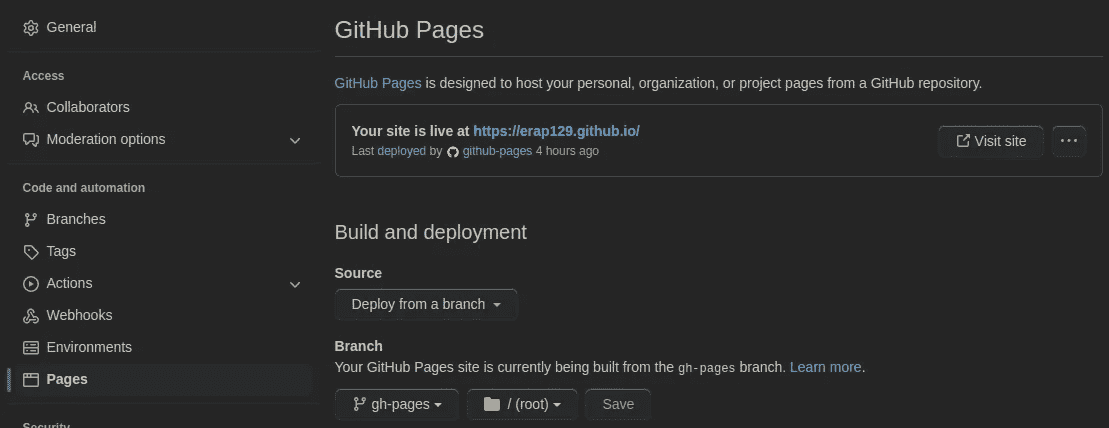 General
Access
Collaborators
Moderation options
Code and automation
Branches
Tags
Actions
Webhooks
Environments
Pages
Security
GitHub Pages
GitHub Pages is designed to host your personal, organization, or project pages from a GitHub repository.
Your site is live at https://erap129.github.io/
Last deployed by github-pages 4 hours ago
Visit site
Build and deployment
Source
Deploy from a branch
Branch
Your GitHub Pages site is currently being built from the gh-pages branch. Learn more.
gh-pages / (root) Save